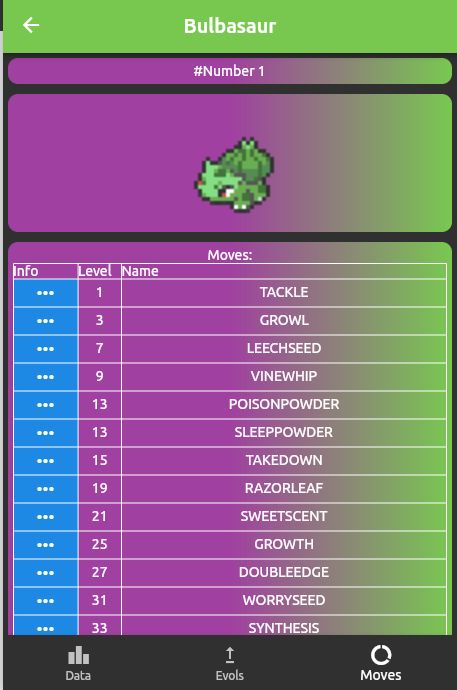 Bulbasaur
#Number 1
Moves:
Info Level Name
••• 1 TACKLE
••• 3 GROWL
••• 7 LEECHSEED
••• 9 VINEWHIP
••• 13 POISONPOWDER
••• 13 SLEEPPOWDER
••• 15 TAKEDOWN
••• 19 RAZORLEAF
••• 21 SWEETSCENT
••• 25 GROWTH
••• 27 DOUBLEEDGE
••• 31 WORRYSEED
••• 33 SYNTHESIS
Data Evols Moves